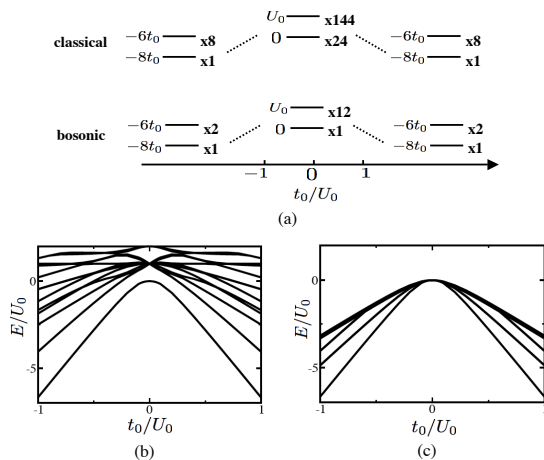 classical
−6t₀ x8
−8t₀ x1
U₀ x144
0 x24
−6t₀ x8
−8t₀ x1
bosonic
−6t₀ x2
−8t₀ x1
U₀ x12
0 x1
−6t₀ x2
−8t₀ x1
−1 0 1
t₀/U₀
(a)
E/U₀
0
-5
-1 0 1
t₀/U₀
(b)
E/U₀
0
-5
-1 0 1
t₀/U₀
(c)